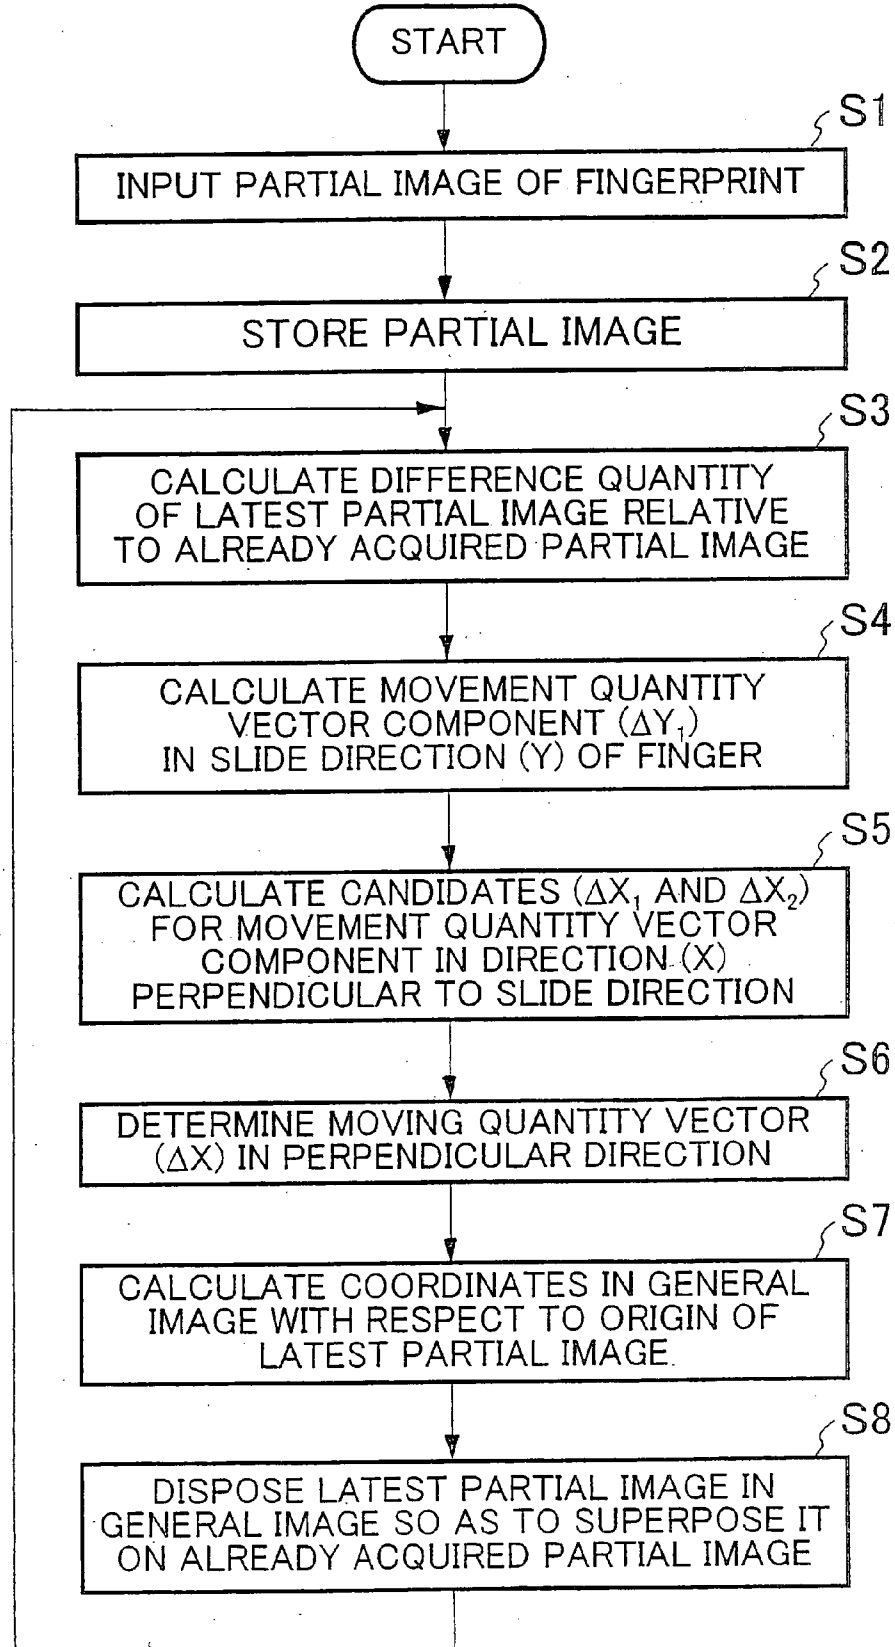 START
S1
INPUT PARTIAL IMAGE OF FINGERPRINT
S2
STORE PARTIAL IMAGE
S3
CALCULATE DIFFERENCE QUANTITY
OF LATEST PARTIAL IMAGE RELATIVE
TO ALREADY ACQUIRED PARTIAL IMAGE
S4
CALCULATE MOVEMENT QUANTITY
VECTOR COMPONENT (ΔY₁)
IN SLIDE DIRECTION (Y) OF FINGER
S5
CALCULATE CANDIDATES (ΔX₁ AND ΔX₂)
FOR MOVEMENT QUANTITY VECTOR
COMPONENT IN DIRECTION (X)
PERPENDICULAR TO SLIDE DIRECTION
S6
DETERMINE MOVING QUANTITY VECTOR
(ΔX) IN PERPENDICULAR DIRECTION
S7
CALCULATE COORDINATES IN GENERAL
IMAGE WITH RESPECT TO ORIGIN OF
LATEST PARTIAL IMAGE
S8
DISPOSE LATEST PARTIAL IMAGE IN
GENERAL IMAGE SO AS TO SUPERPOSE IT
ON ALREADY ACQUIRED PARTIAL IMAGE